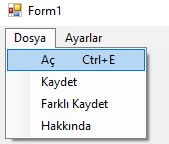 Form1
Dosya Ayarlar
Aç Ctrl+E
Kaydet
Farklı Kaydet
Hakkında